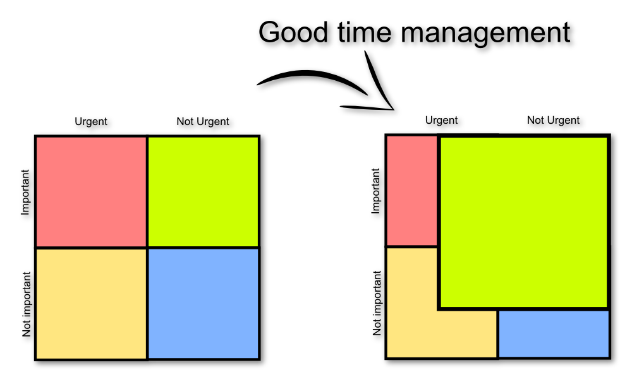 Good time management
Urgent
Not Urgent
Important
Not important
Urgent
Not Urgent
Important
Not important